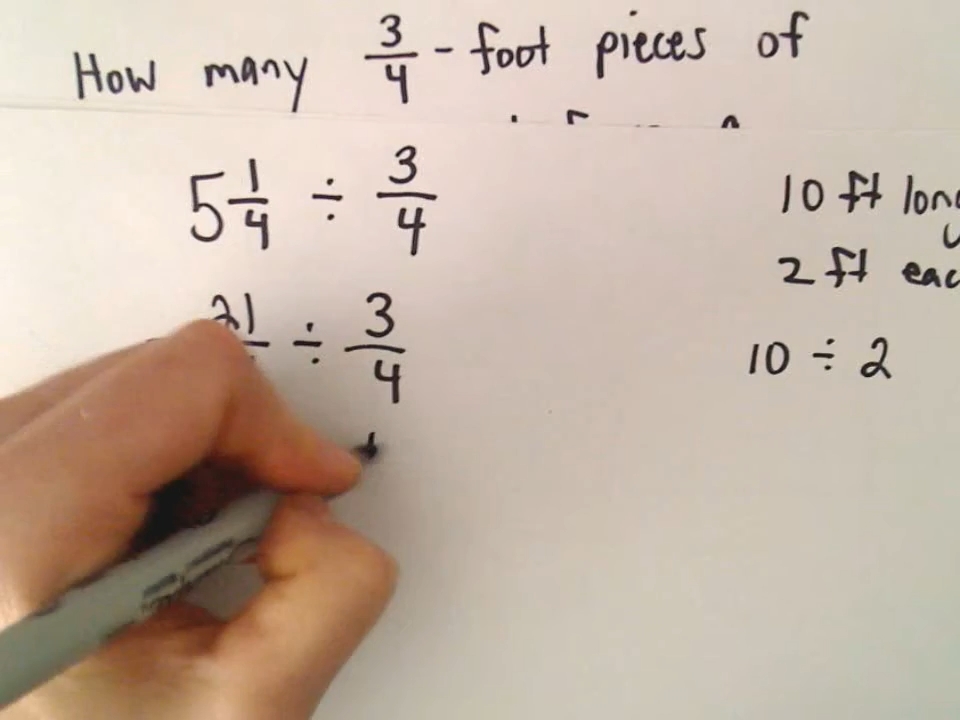 How many 3/4 - foot pieces of
5 1/4 ÷ 3/4
21 ÷ 3/4
10 ft long
2 ft
10 ÷ 2